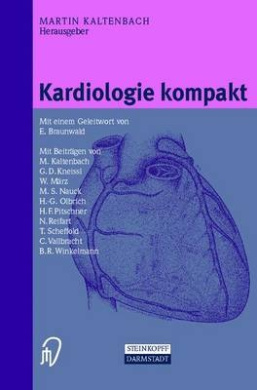 MARTIN KALTENBACH
Herausgeber
Kardiologie kompakt
Mit einem Geleitwort von
E. Braunwald
Mit Beiträgen von
M. Kaltenbach
G. D. Kneissl
W. März
M. S. Nauck
H.-G. Olbrich
H. F. Pitschner
N. Reifart
T. Scheffold
C. Vallbracht
B. R. Winkelmann
STEINKOPFF
DARMSTADT